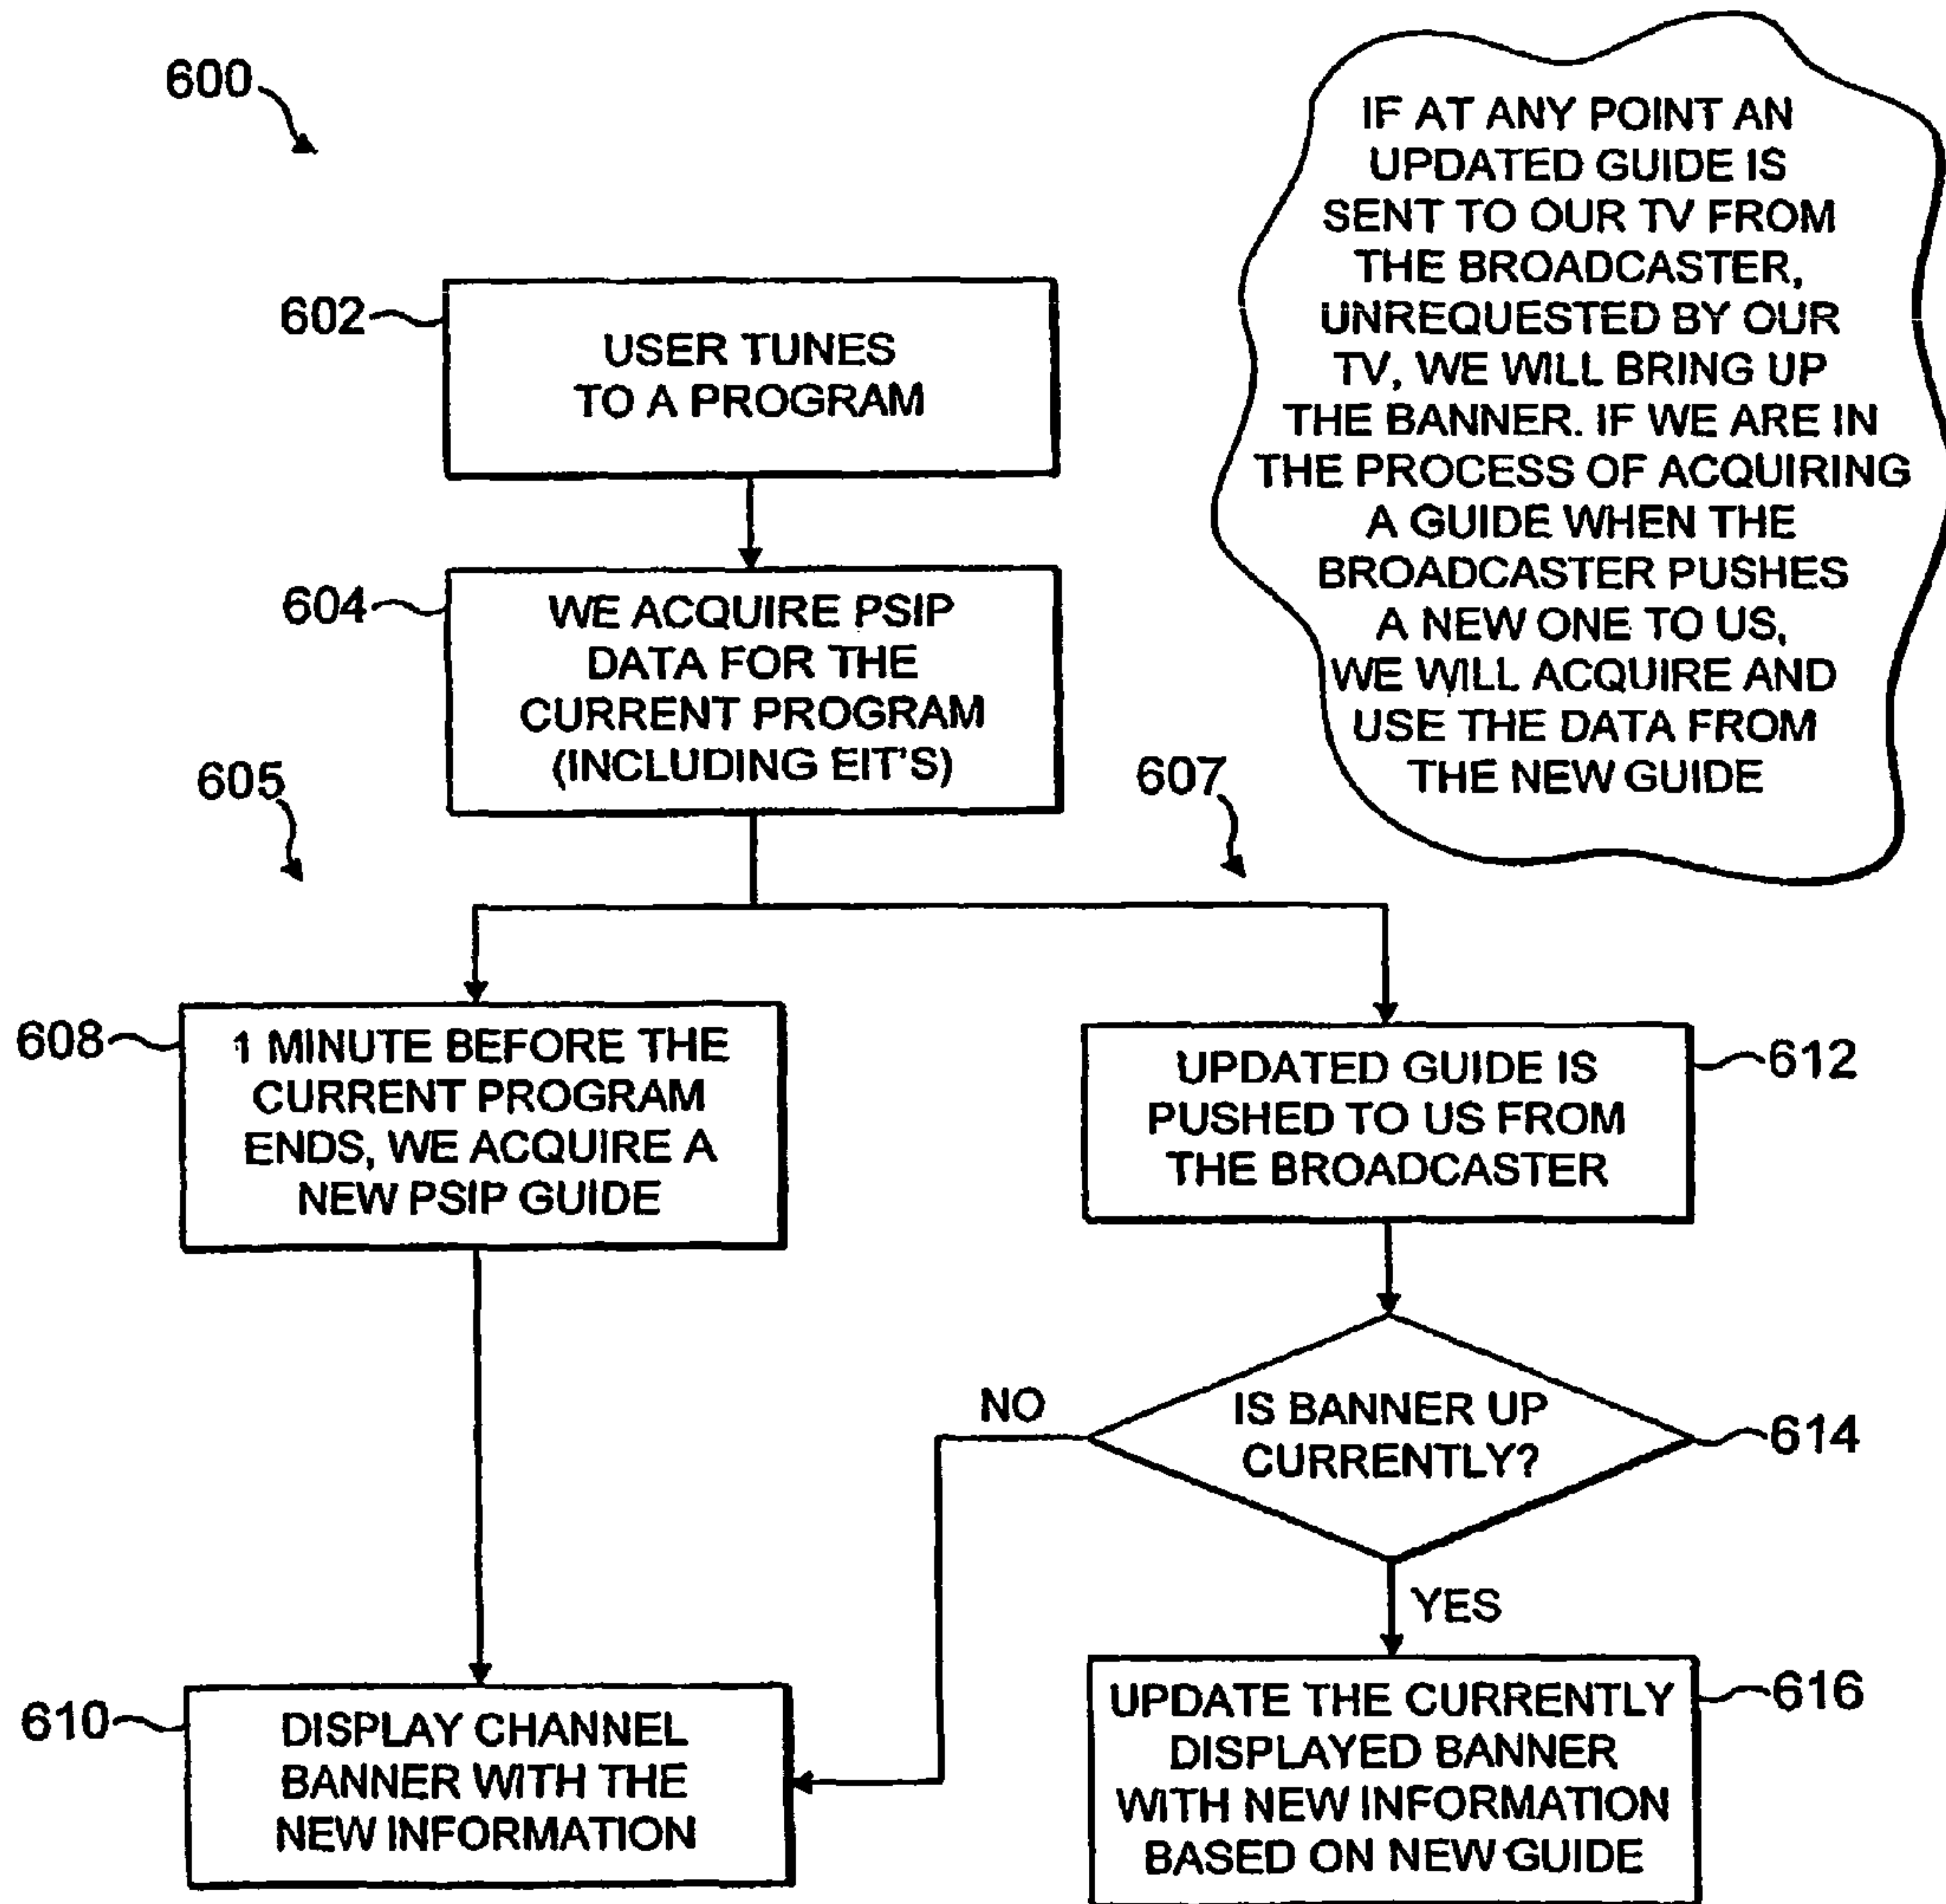 600
IF AT ANY POINT AN
UPDATED GUIDE IS
SENT TO OUR TV FROM
THE BROADCASTER,
UNREQUESTED BY OUR
TV, WE WILL BRING UP
THE BANNER. IF WE ARE IN
THE PROCESS OF ACQUIRING
A GUIDE WHEN THE
BROADCASTER PUSHES
A NEW ONE TO US,
WE WILL ACQUIRE AND
USE THE DATA FROM
THE NEW GUIDE
602
USER TUNES
TO A PROGRAM
604
WE ACQUIRE PSIP
DATA FOR THE
CURRENT PROGRAM
(INCLUDING EIT'S)
605
607
608
1 MINUTE BEFORE THE
CURRENT PROGRAM
ENDS, WE ACQUIRE A
NEW PSIP GUIDE
UPDATED GUIDE IS
PUSHED TO US FROM
THE BROADCASTER
612
NO
IS BANNER UP
CURRENTLY?
614
YES
610
DISPLAY CHANNEL
BANNER WITH THE
NEW INFORMATION
UPDATE THE CURRENTLY
DISPLAYED BANNER
WITH NEW INFORMATION
BASED ON NEW GUIDE
616